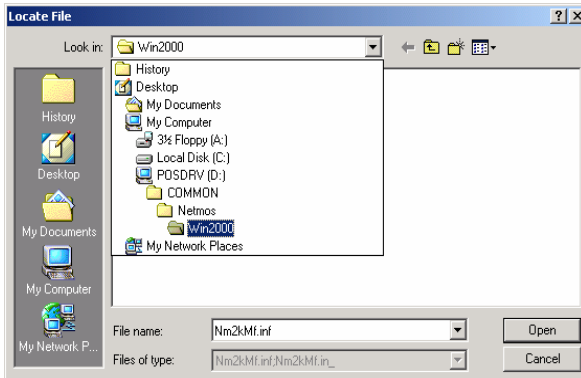 Locate File
Look in: Win2000
History
Desktop
My Documents
My Computer
3½ Floppy (A:)
Local Disk (C:)
POSDRV (D:)
COMMON
Netmos
Win2000
My Network Places
History
Desktop
My Documents
My Computer
My Network P...
File name: Nm2kMf.inf Open
Files of type: Nm2kMf.inf;Nm2kMf.in_ Cancel